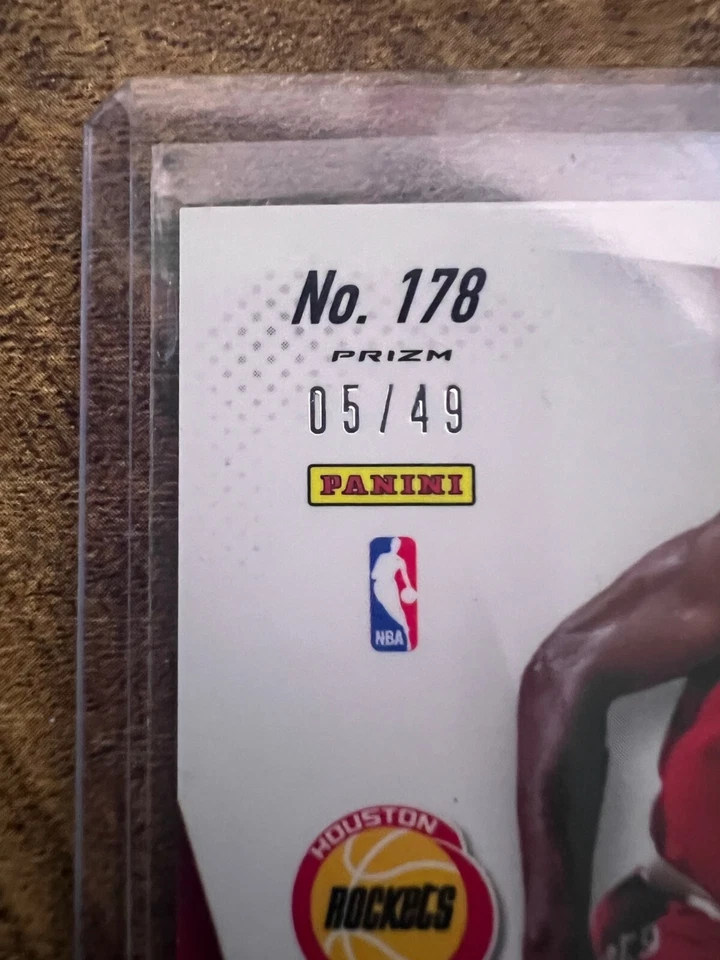 No. 178
PRIZM
05/49
PANINI
NBA
HOUSTON
ROCKETS